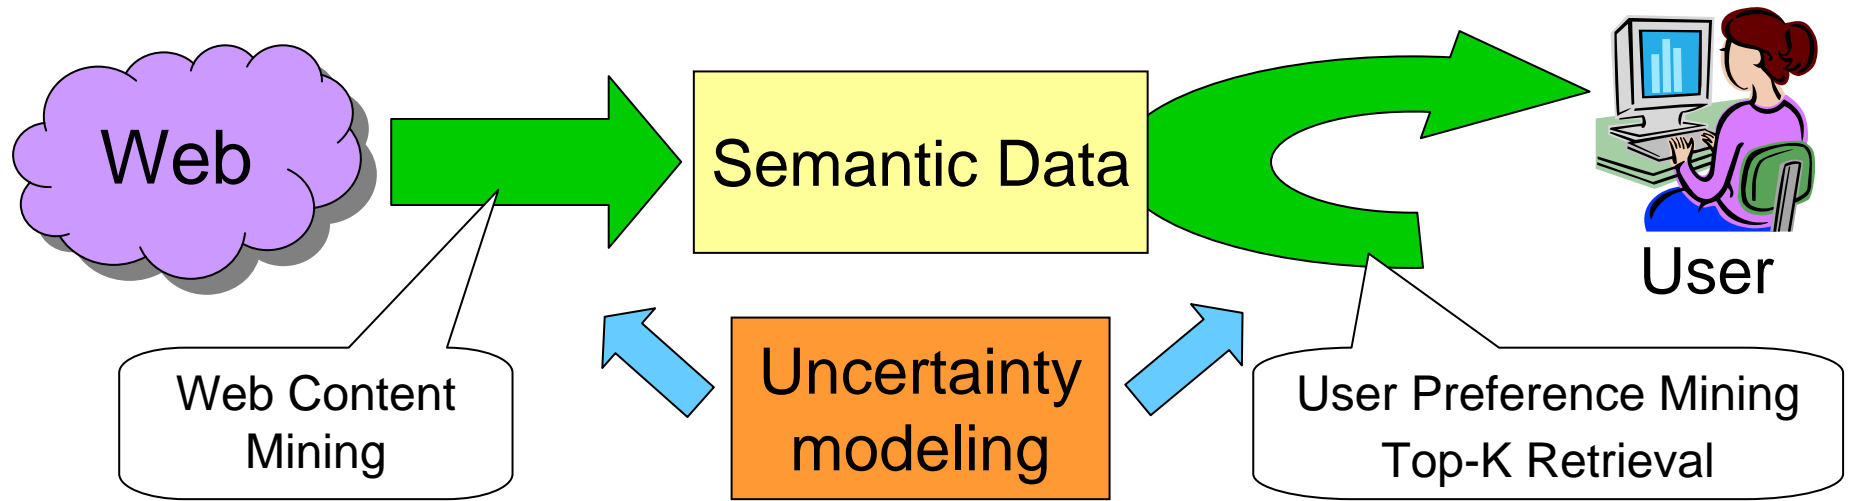 Web
Semantic Data
User
Web Content
Mining
Uncertainty
modeling
User Preference Mining
Top-K Retrieval